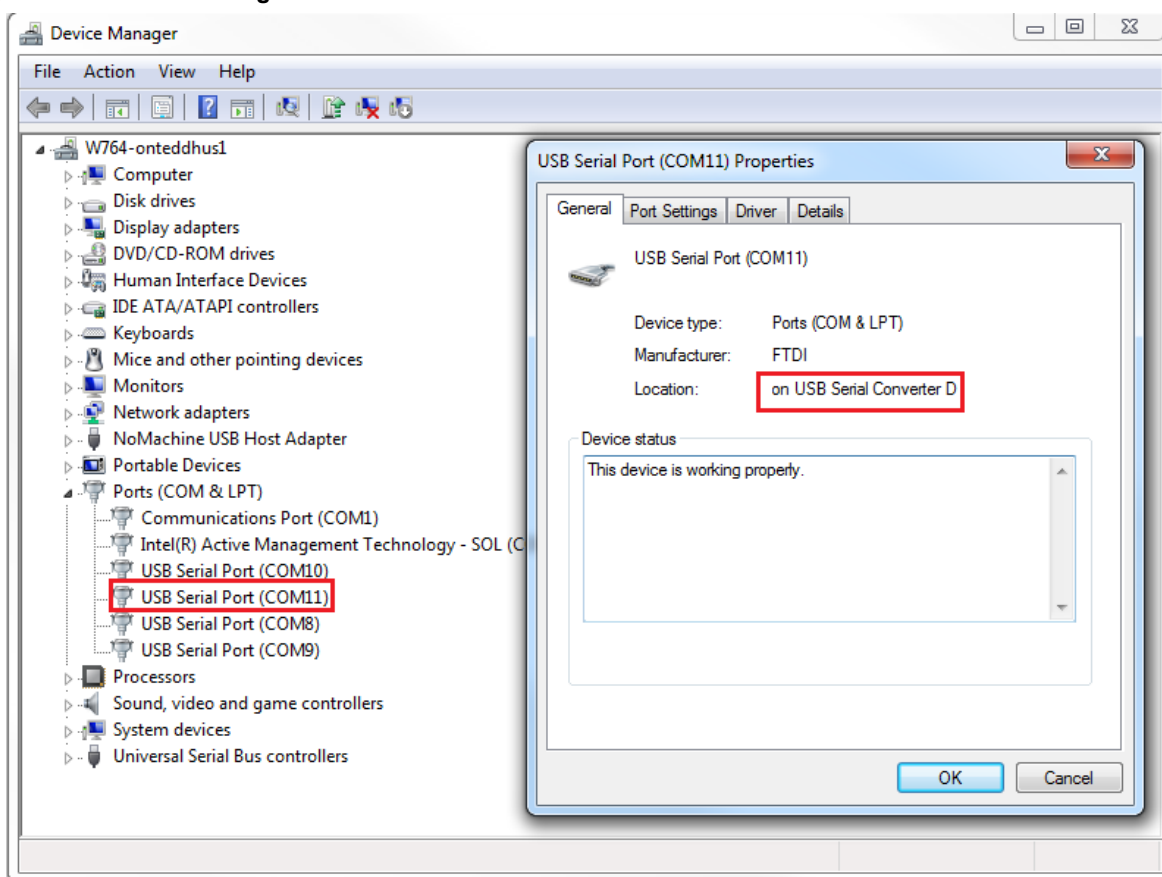 Device Manager
File Action View Help
W764-onteddhus1
Computer
Disk drives
Display adapters
DVD/CD-ROM drives
Human Interface Devices
IDE ATA/ATAPI controllers
Keyboards
Mice and other pointing devices
Monitors
Network adapters
NoMachine USB Host Adapter
Portable Devices
Ports (COM & LPT)
Communications Port (COM1)
Intel(R) Active Management Technology - SOL (C
USB Serial Port (COM10)
USB Serial Port (COM11)
USB Serial Port (COM8)
USB Serial Port (COM9)
Processors
Sound, video and game controllers
System devices
Universal Serial Bus controllers
USB Serial Port (COM11) Properties
General Port Settings Driver Details
USB Serial Port (COM11)
Device type: Ports (COM & LPT)
Manufacturer: FTDI
Location: on USB Serial Converter D
Device status
This device is working properly.
OK Cancel